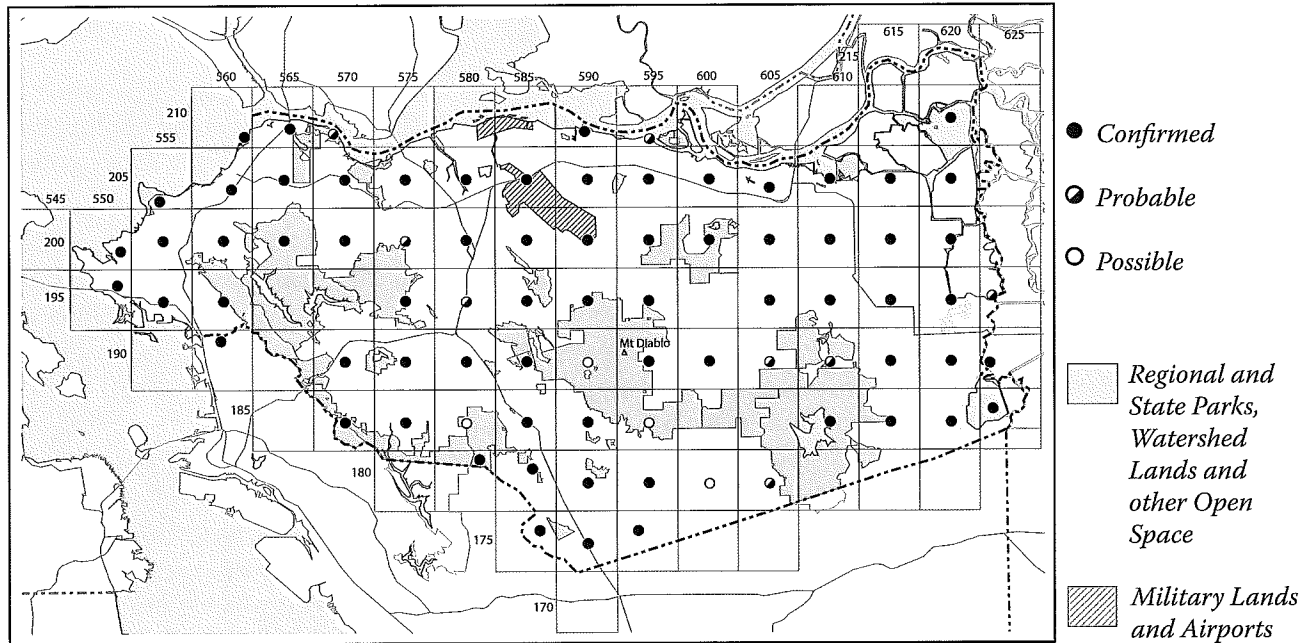 615
620
625
215
560
565
570
575
580
585
590
595
600
605
610
210
555
205
545
550
200
195
190
Mt Diablo
185
180
175
170
Confirmed
Probable
Possible
Regional and
State Parks,
Watershed
Lands and
other Open
Space
Military Lands
and Airports